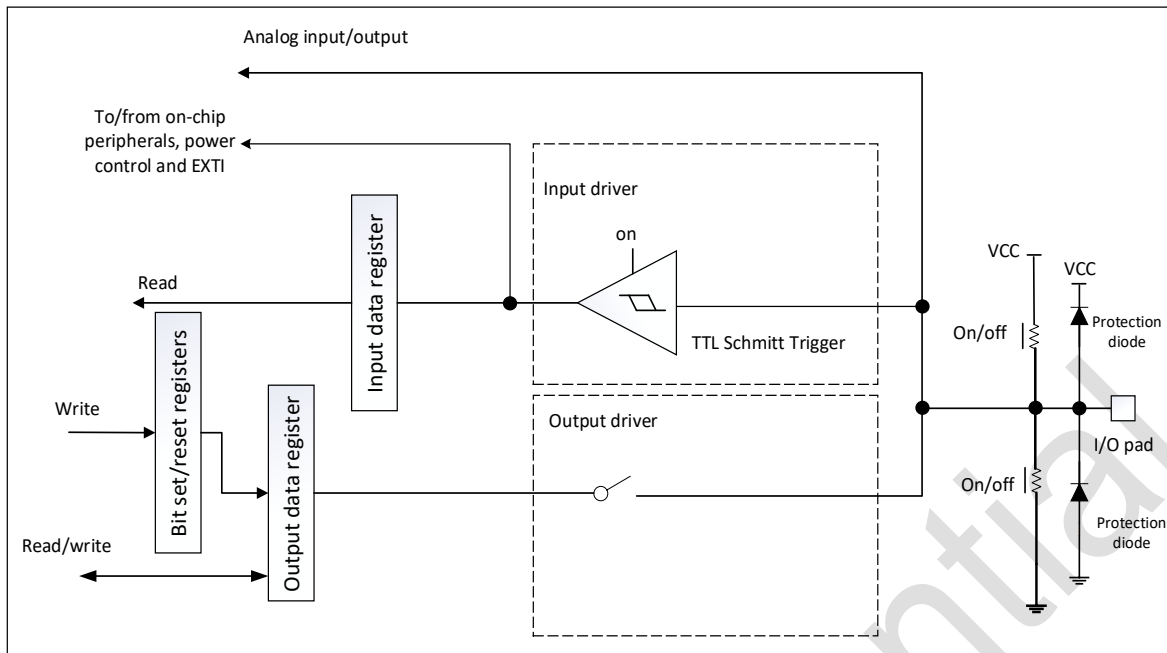 Analog input/output
To/from on-chip
peripherals, power
control and EXTI
Input driver
on
Input data register
Read
TTL Schmitt Trigger
VCC
VCC
On/off
Protection
diode
Bit set/reset registers
Write
Output data register
Output driver
I/O pad
On/off
Protection
diode
Read/write
ntial